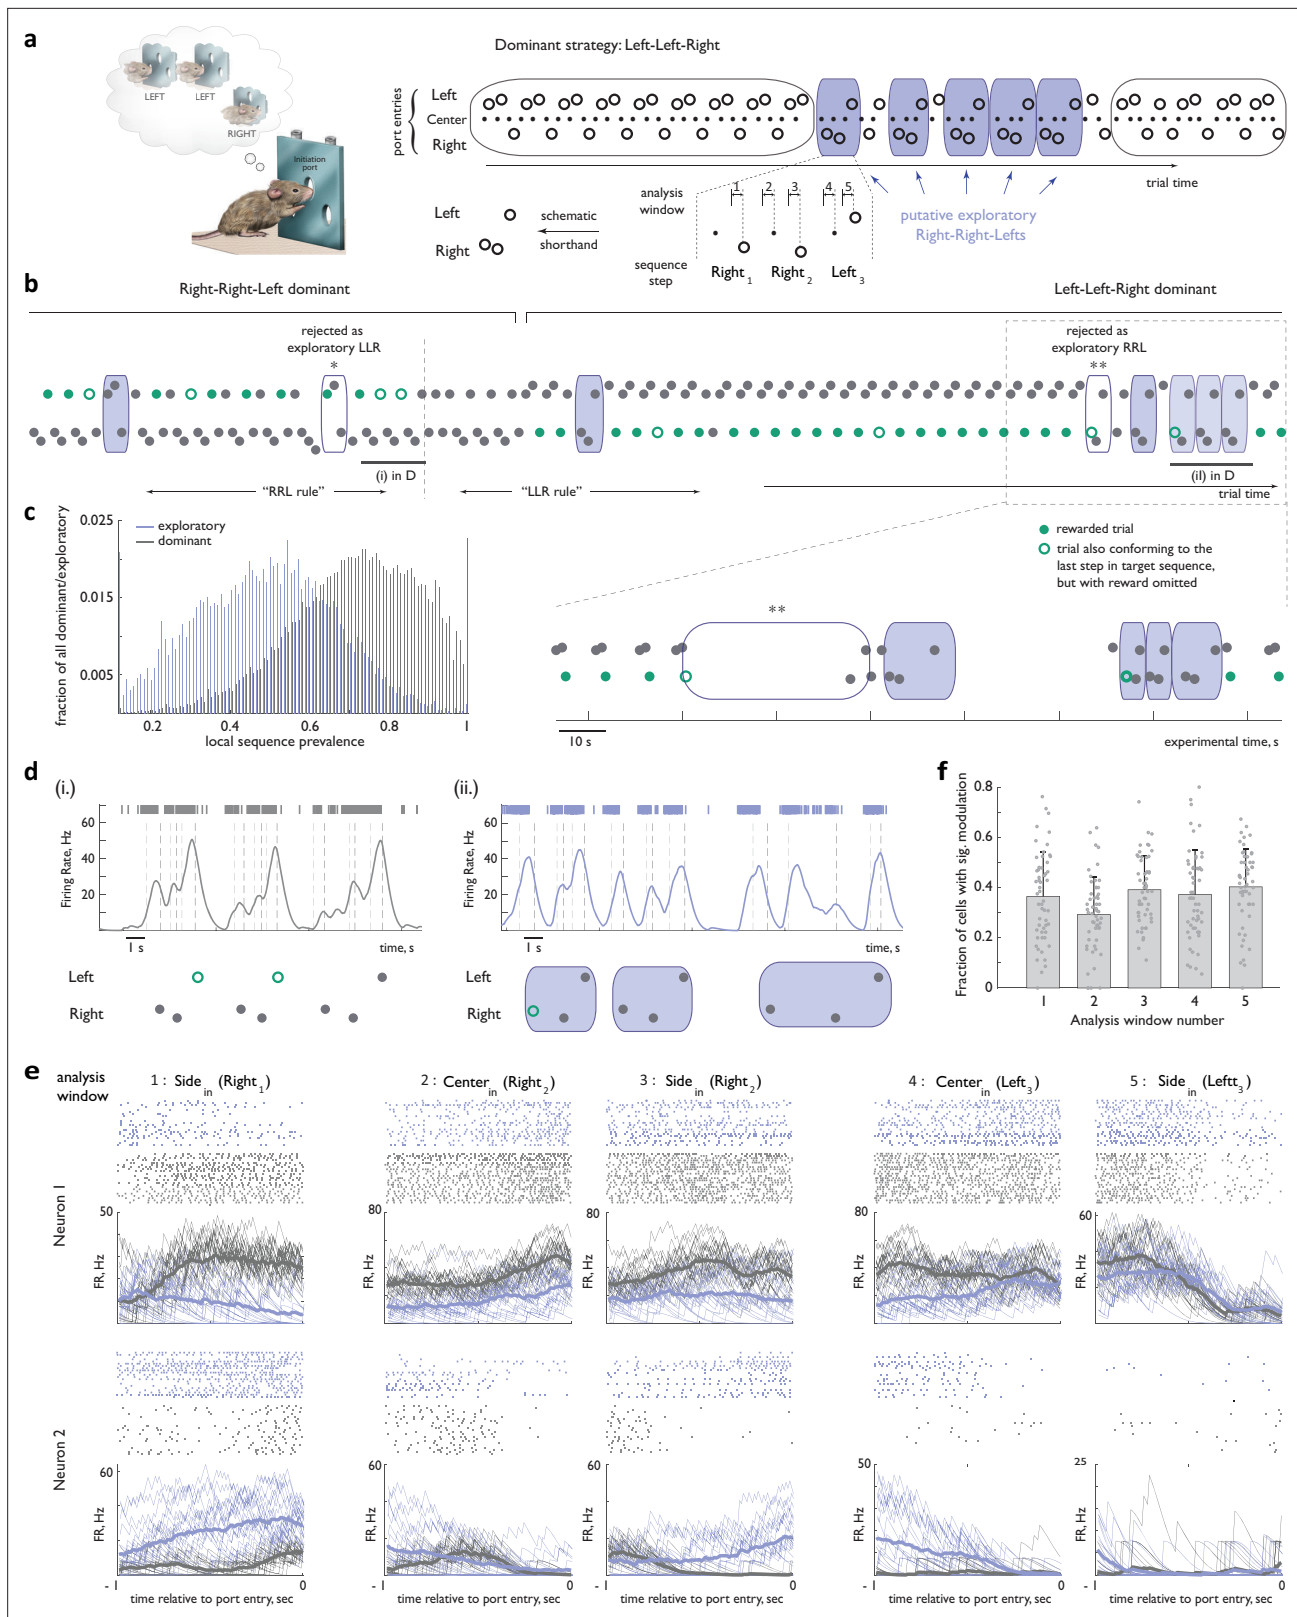 a
LEFT
LEFT
RIGHT
Initiation
port
Dominant strategy: Left-Left-Right
port entries
Left
Center
Right
trial time
analysis
window
1
2
3
4
5
Left
Right
schematic
shorthand
putative exploratory
Right-Right-Lefts
sequence
step
Right 1
Right 2
Left 3
b
Right-Right-Left dominant
Left-Left-Right dominant
rejected as
exploratory LLR
*
rejected as
exploratory RRL
**
(i) in D
(iI) in D
"RRL rule"
"LLR rule"
trial time
c
fraction of all dominant/exploratory
0.025
0.015
0.005
exploratory
dominant
0.2
0.4
0.6
0.8
1
local sequence prevalence
rewarded trial
trial also conforming to the
last step in target sequence,
but with reward omitted
**
10 s
experimental time, s
d
(i.)
Firing Rate, Hz
60
40
20
1 s
time, s
Left
Right
(ii.)
Firing Rate, Hz
60
40
20
1 s
time, s
Left
Right
f
Fraction of cells with sig. modulation
0.8
0.6
0.4
0.2
0
1
2
3
4
5
Analysis window number
e
analysis
window
1 : Side in (Right 1)
2 : Center in (Right 2)
3 : Side in (Right 2)
4 : Center in (Left 3)
5 : Side in (Leftt 3)
Neuron 1
50
FR, Hz
80
FR, Hz
80
FR, Hz
80
FR, Hz
60
FR, Hz
Neuron 2
60
FR, Hz
60
FR, Hz
60
FR, Hz
50
FR, Hz
25
FR, Hz
- 1
0
time relative to port entry, sec
- 1
0
time relative to port entry, sec
- 1
0
time relative to port entry, sec
- 1
0
time relative to port entry, sec
- 1
0
time relative to port entry, sec